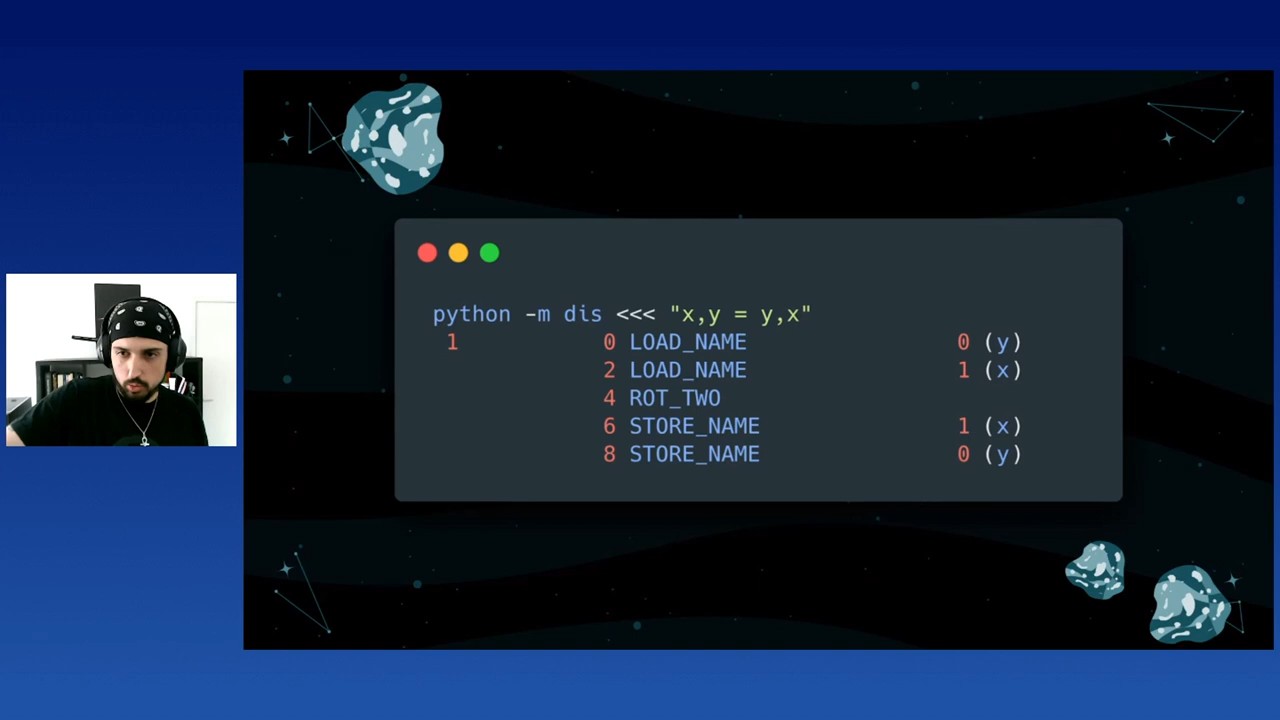 python -m dis <<< "x,y = y,x"
1 0 LOAD_NAME 0 (y)
2 LOAD_NAME 1 (x)
4 ROT_TWO
6 STORE_NAME 1 (x)
8 STORE_NAME 0 (y)